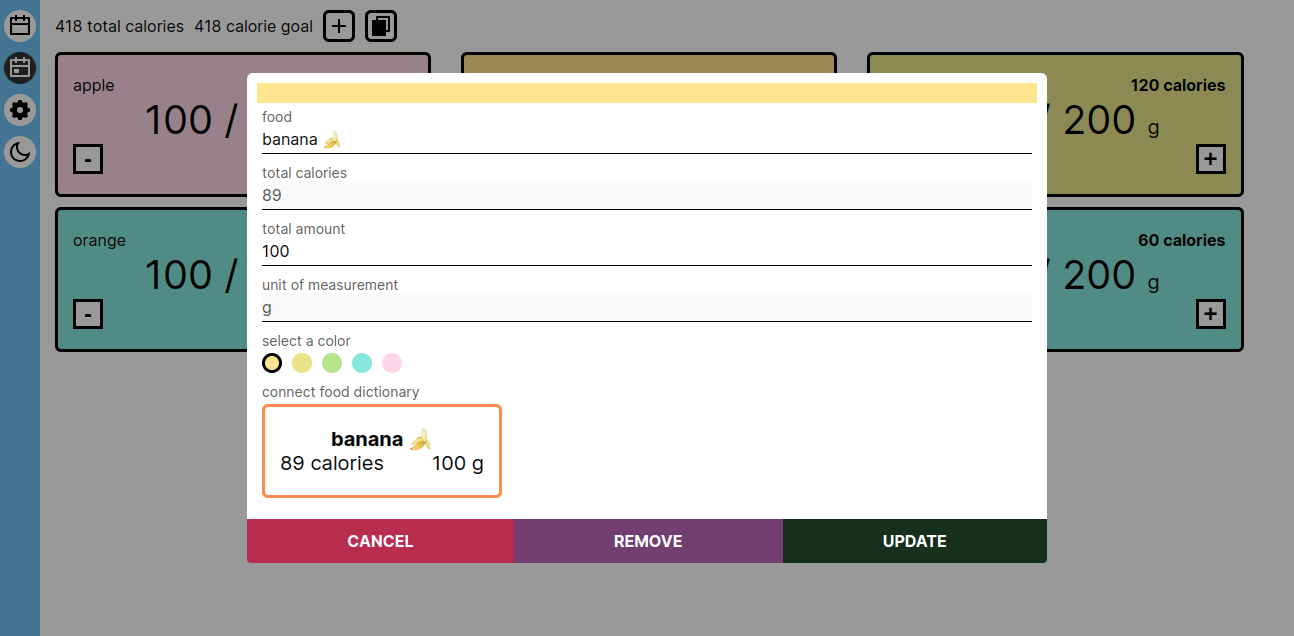 418 total calories 418 calorie goal
apple
100 /
-
120 calories
/ 200 g
+
orange
100 /
-
60 calories
/ 200 g
+
food
banana 🍌
total calories
89
total amount
100
unit of measurement
g
select a color
connect food dictionary
banana 🍌
89 calories 100 g
CANCEL REMOVE UPDATE